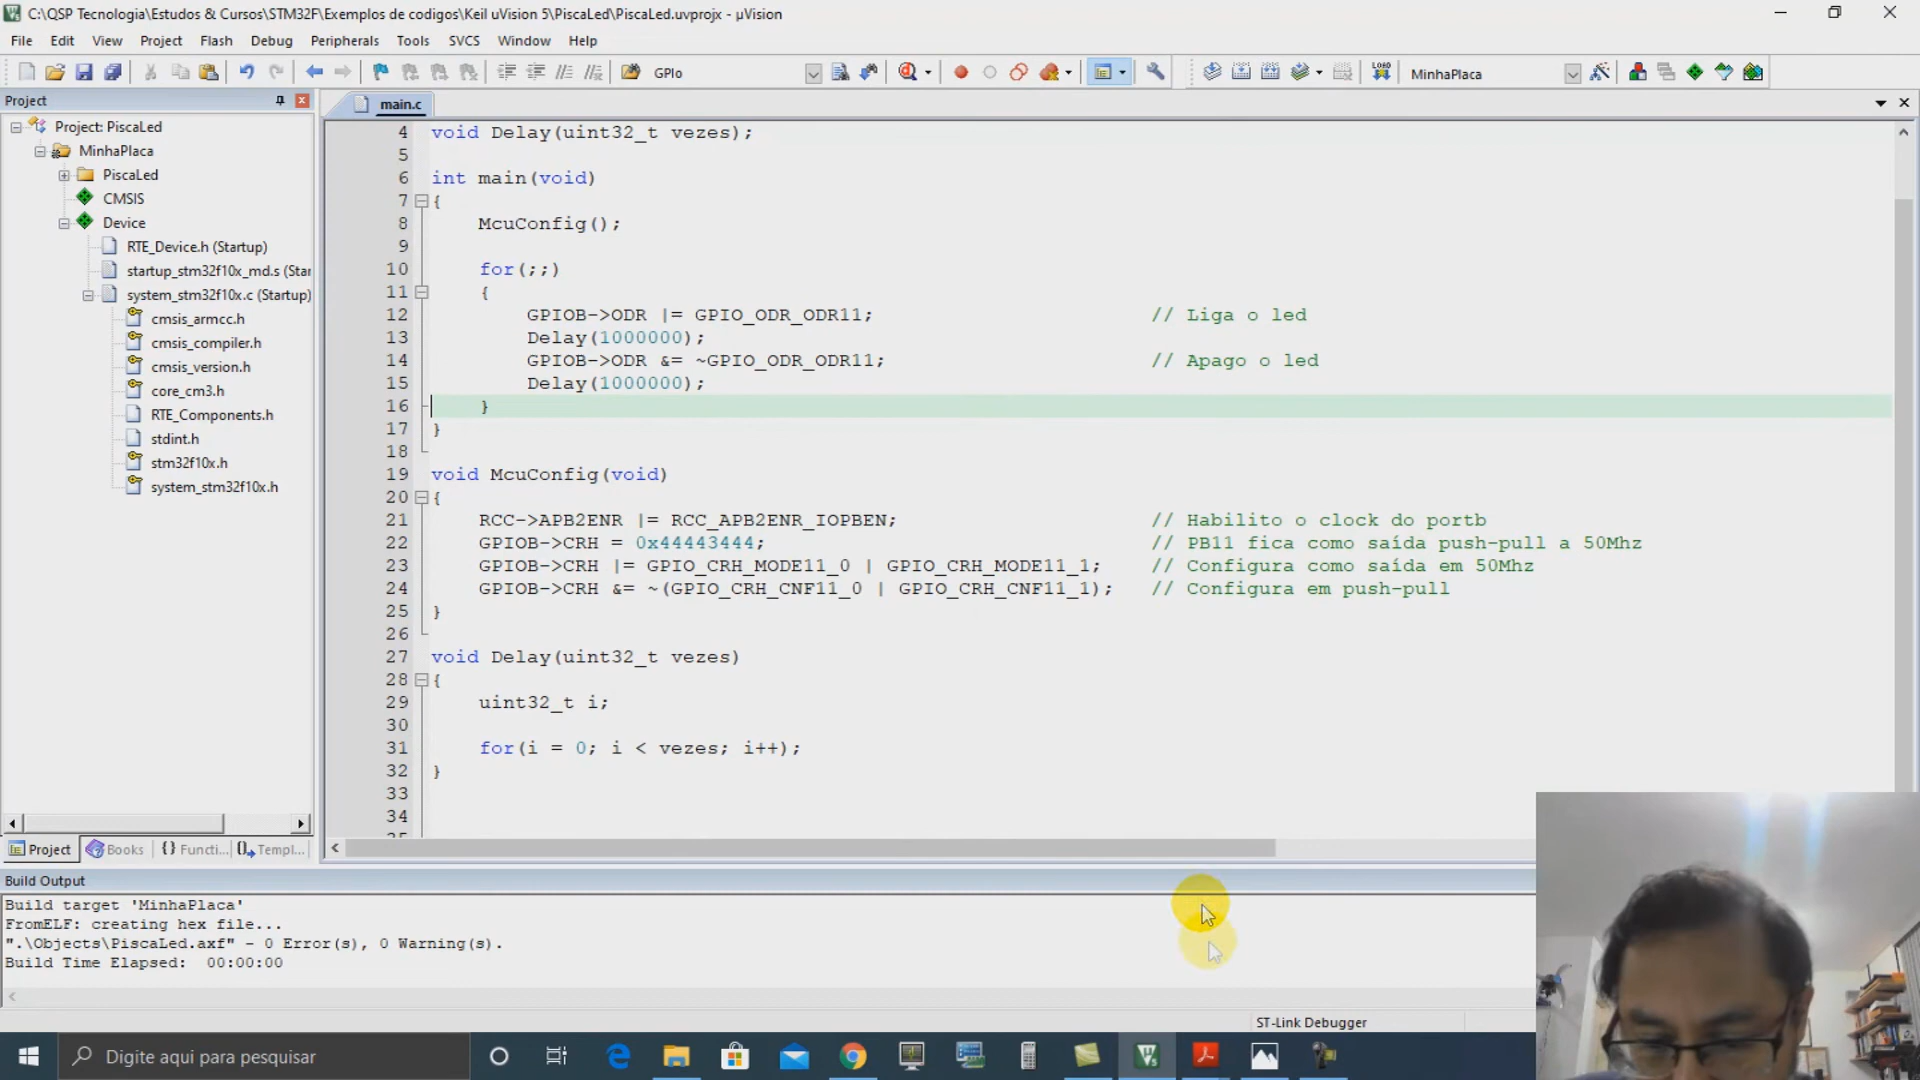 C:\QSP Tecnologia\Estudos & Cursos\STM32F\Exemplos de codigos\Keil uVision 5\PiscaLed\PiscaLed.uvprojx - µVision
File Edit View Project Flash Debug Peripherals Tools SVCS Window Help
GPIo
LOAD
MinhaPlaca
Project
main.c
Project: PiscaLed
MinhaPlaca
PiscaLed
CMSIS
Device
RTE_Device.h (Startup)
startup_stm32f10x_md.s (Star
system_stm32f10x.c (Startup)
cmsis_armcc.h
cmsis_compiler.h
cmsis_version.h
core_cm3.h
RTE_Components.h
stdint.h
stm32f10x.h
system_stm32f10x.h
Project Books {} Functi... Templ...
4 void Delay(uint32_t vezes);
5
6 int main(void)
7 {
8 McuConfig();
9
10 for(;;)
11 {
12 GPIOB->ODR |= GPIO_ODR_ODR11; // Liga o led
13 Delay(1000000);
14 GPIOB->ODR &= ~GPIO_ODR_ODR11; // Apago o led
15 Delay(1000000);
16 }
17 }
18
19 void McuConfig(void)
20 {
21 RCC->APB2ENR |= RCC_APB2ENR_IOPBEN; // Habilito o clock do portb
22 GPIOB->CRH = 0x44443444; // PB11 fica como saída push-pull a 50Mhz
23 GPIOB->CRH |= GPIO_CRH_MODE11_0 | GPIO_CRH_MODE11_1; // Configura como saída em 50Mhz
24 GPIOB->CRH &= ~(GPIO_CRH_CNF11_0 | GPIO_CRH_CNF11_1); // Configura em push-pull
25 }
26
27 void Delay(uint32_t vezes)
28 {
29 uint32_t i;
30
31 for(i = 0; i < vezes; i++);
32 }
33
34
35
Build Output
Build target 'MinhaPlaca'
FromELF: creating hex file...
".\Objects\PiscaLed.axf" - 0 Error(s), 0 Warning(s).
Build Time Elapsed: 00:00:00
ST-Link Debugger
Digite aqui para pesquisar